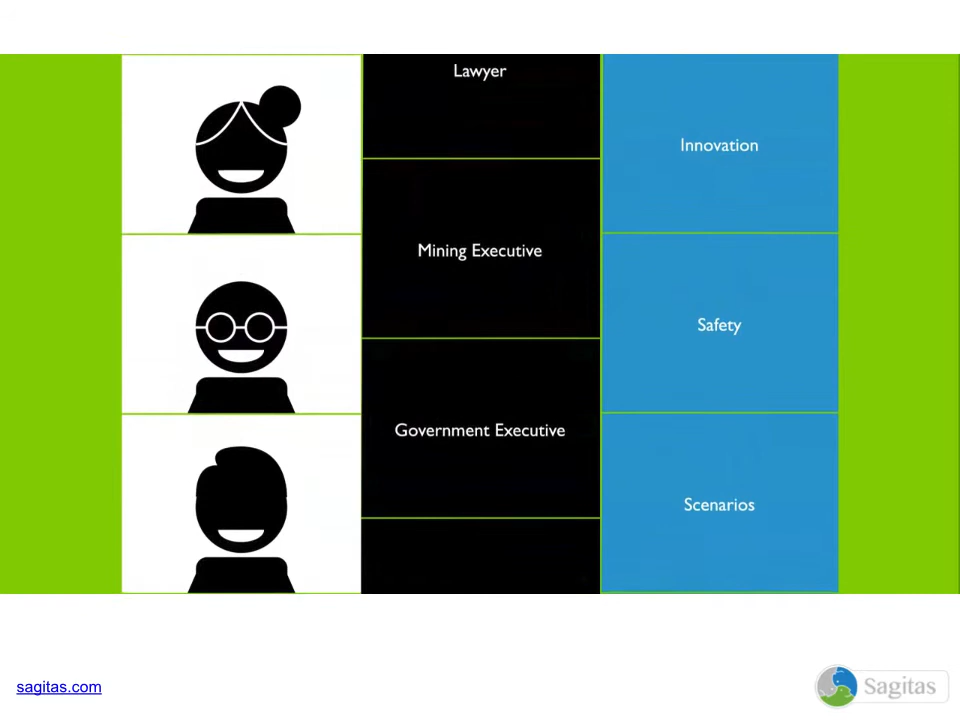 Lawyer
Innovation
Mining Executive
Safety
Government Executive
Scenarios
sagitas.com
Sagitas